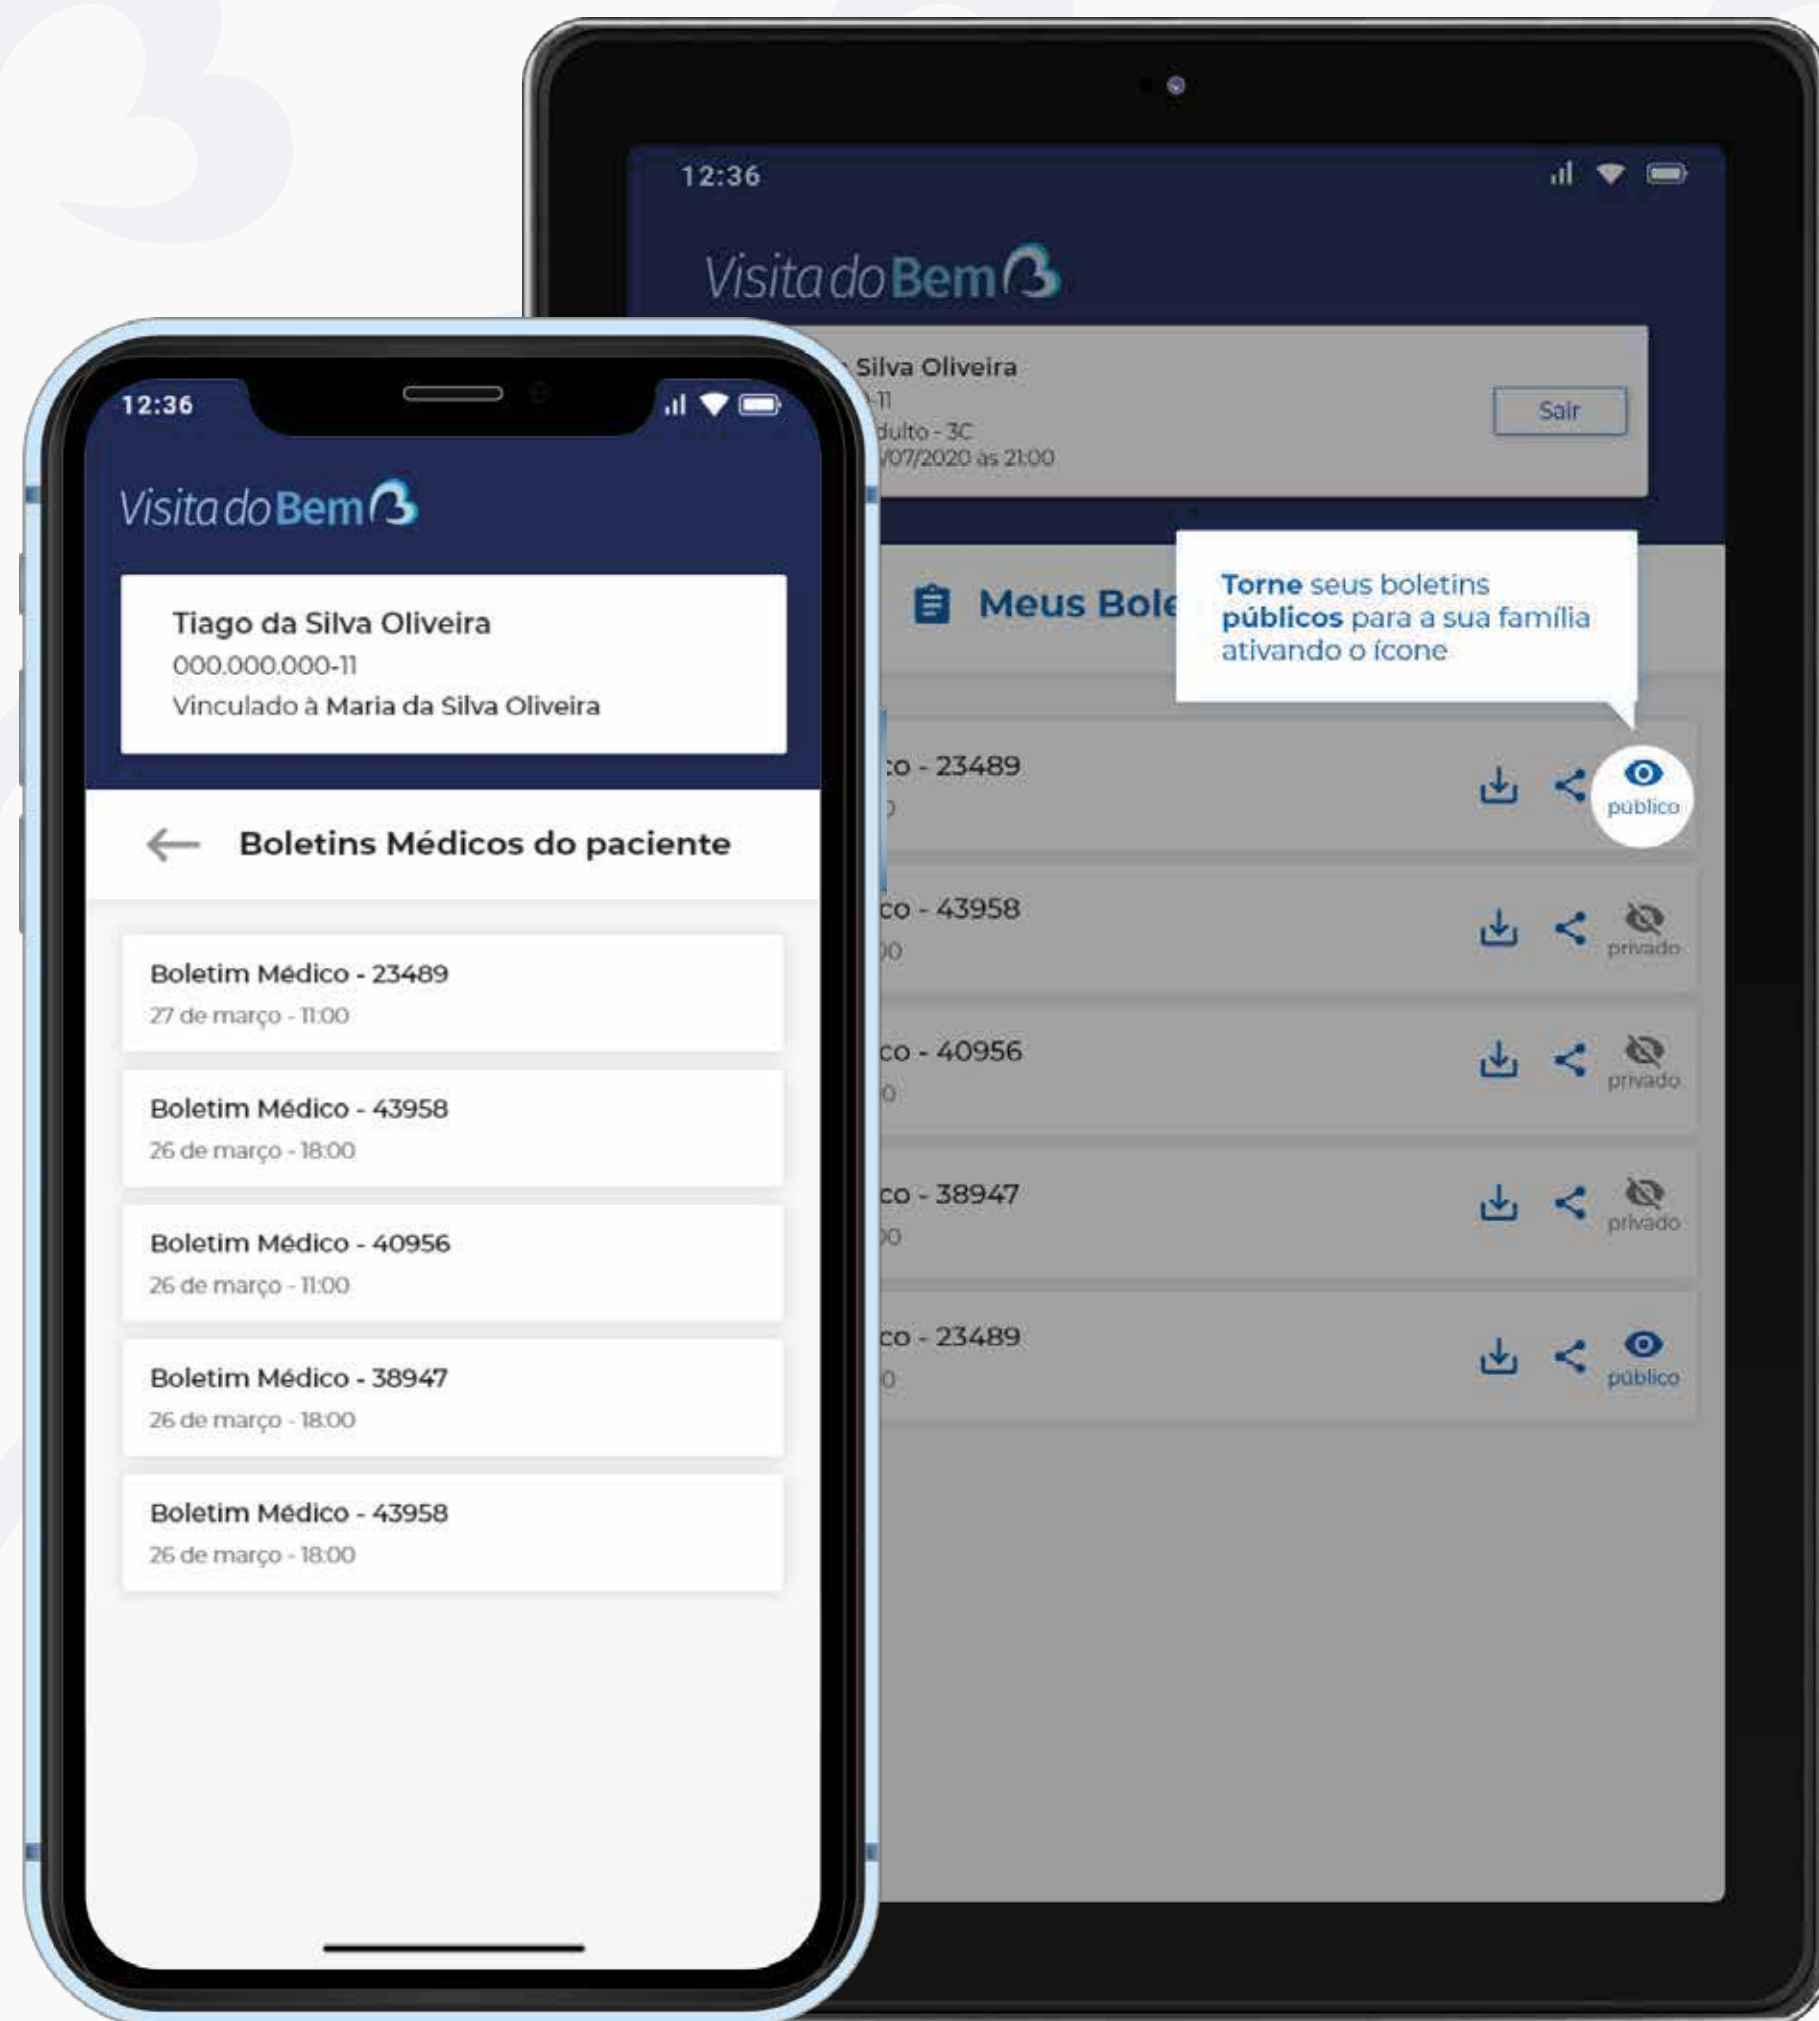 12:36
Visita do Bem
Tiago da Silva Oliveira
000.000.000-11
Vinculado à Maria da Silva Oliveira
Boletins Médicos do paciente
Boletim Médico - 23489
27 de março - 11:00
Boletim Médico - 43958
26 de março - 18:00
Boletim Médico - 40956
26 de março - 11:00
Boletim Médico - 38947
26 de março - 18:00
Boletim Médico - 43958
26 de março - 18:00
12:36
Visita do Bem
Silva Oliveira
-11
dulto - 3C
/07/2020 às 21:00
Sair
Meus Bole
Torne seus boletins
públicos para a sua família
ativando o ícone
co - 23489
público
co - 43958
00
privado
co - 40956
0
privado
co - 38947
00
privado
co - 23489
0
público